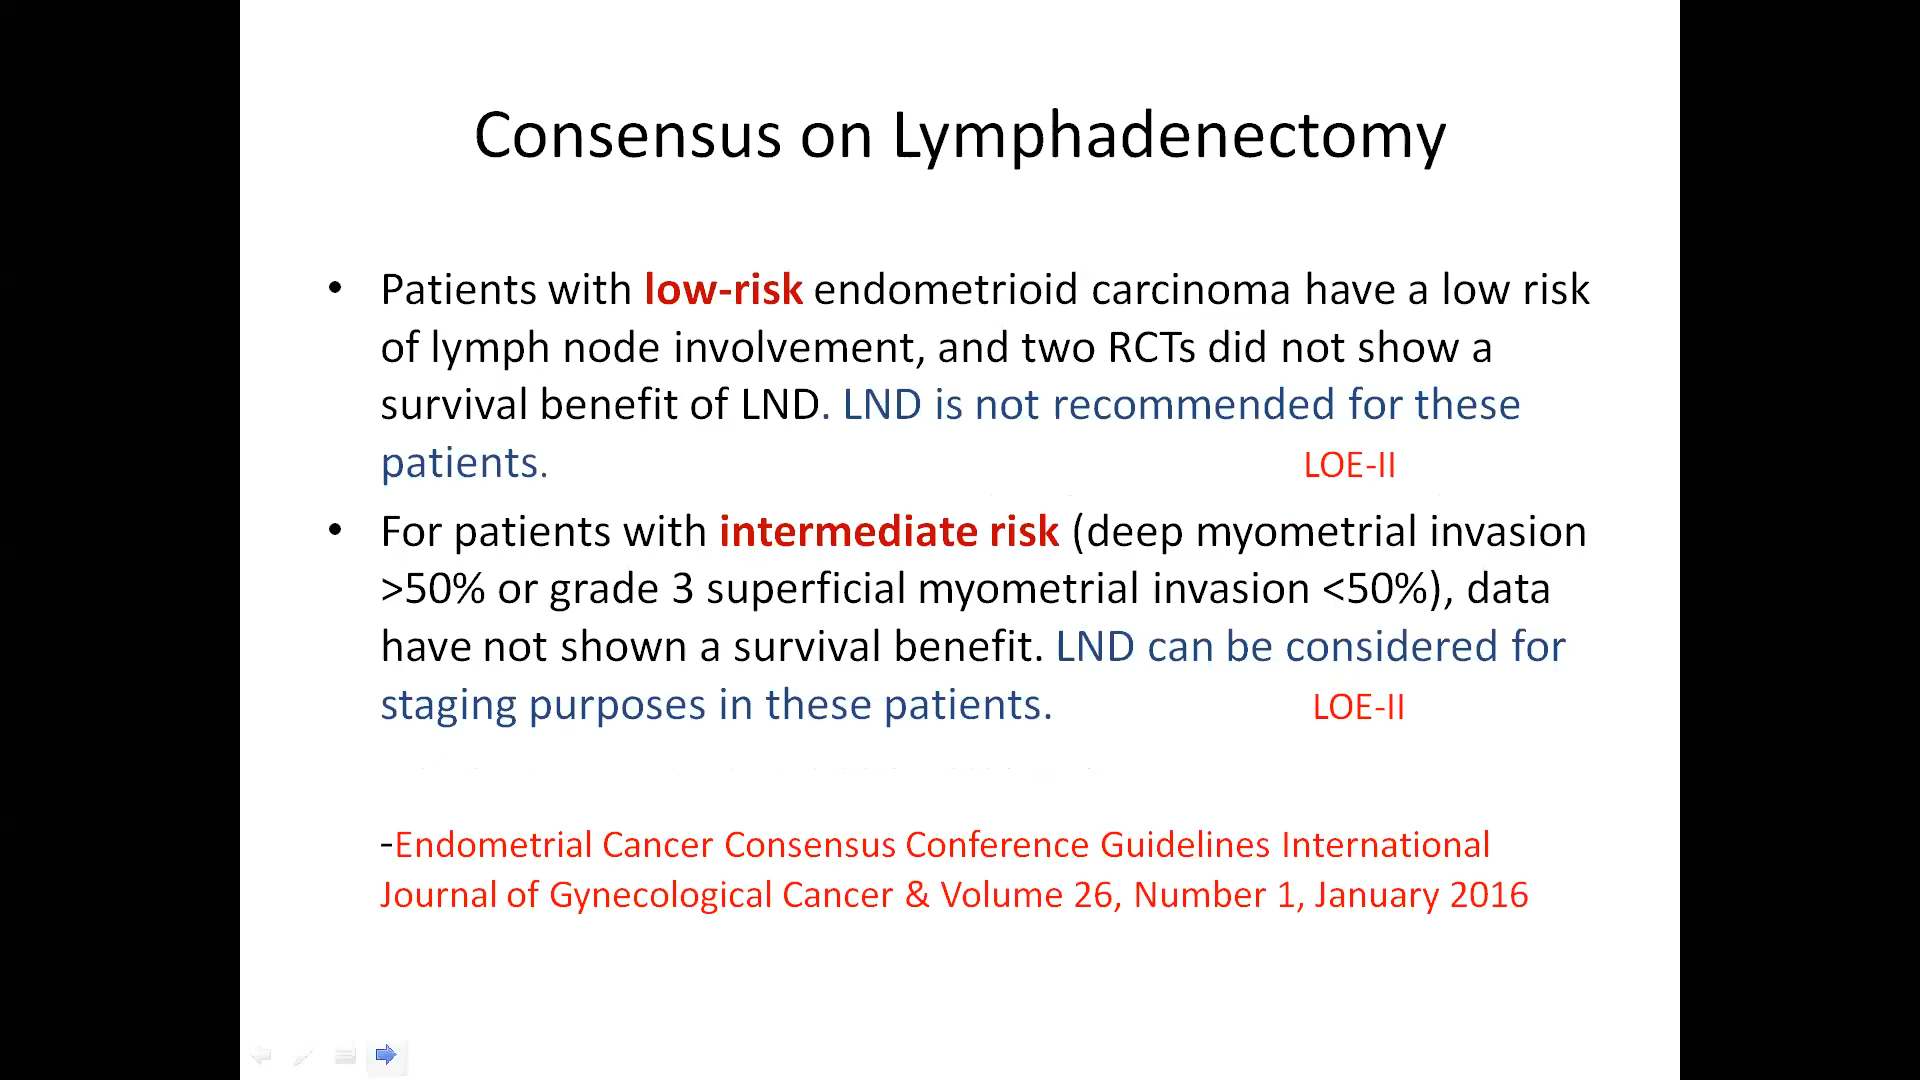 Consensus on Lymphadenectomy
• Patients with low-risk endometrioid carcinoma have a low risk
of lymph node involvement, and two RCTs did not show a
survival benefit of LND. LND is not recommended for these
patients. LOE-II
• For patients with intermediate risk (deep myometrial invasion
>50% or grade 3 superficial myometrial invasion <50%), data
have not shown a survival benefit. LND can be considered for
staging purposes in these patients. LOE-II
-Endometrial Cancer Consensus Conference Guidelines International
Journal of Gynecological Cancer & Volume 26, Number 1, January 2016